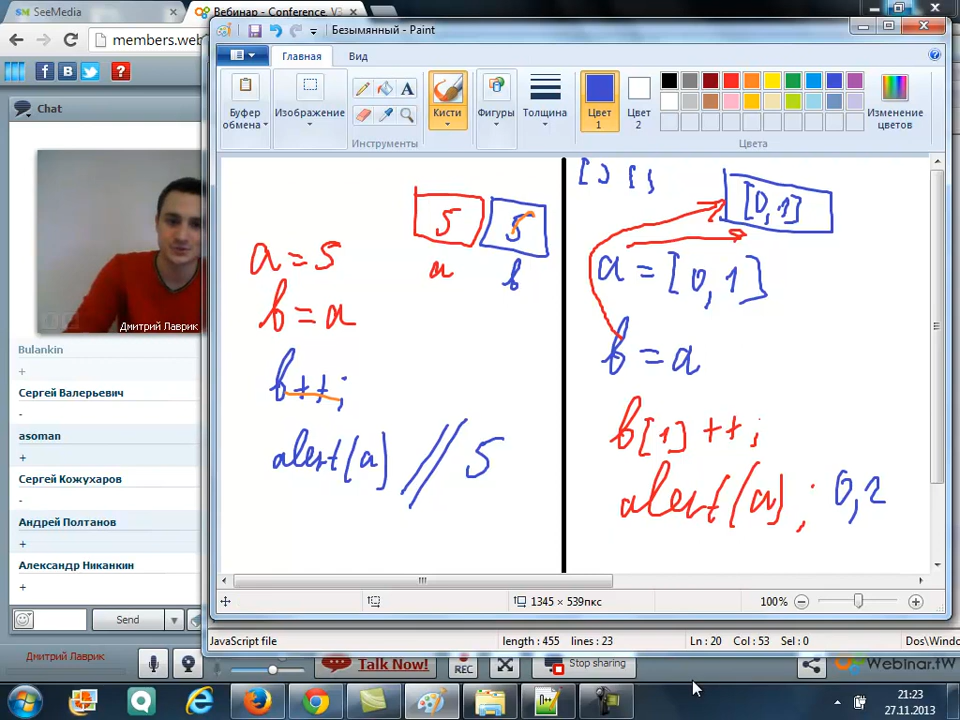 SeeMedia
Вебинар - Conference, V3
members.web
Безымянный - Paint
Главная
Вид
Буфер обмена
Изображение
Инструменты
Кисти
Фигуры
Толщина
Цвет 1
Цвет 2
Изменение цветов
Цвета
Chat
Дмитрий Лаврик
Bulankin
+
Сергей Валерьевич
-
asoman
+
Сергей Кожухаров
-
Андрей Полтанов
+
Александр Никанкин
+
Send
Дмитрий Лаврик
5
5
a
b
a = 5
b = a
b++;
alert(a) // 5
[ ] { }
[0,1]
a = [0,1]
b = a
b[1]++;
alert(a); 0,2
1345 × 539пкс
100%
JavaScript file
length : 455 lines : 23
Ln : 20 Col : 53 Sel : 0
Dos\Windo
Talk Now!
REC
Stop sharing
Webinar.TW
21:23
27.11.2013